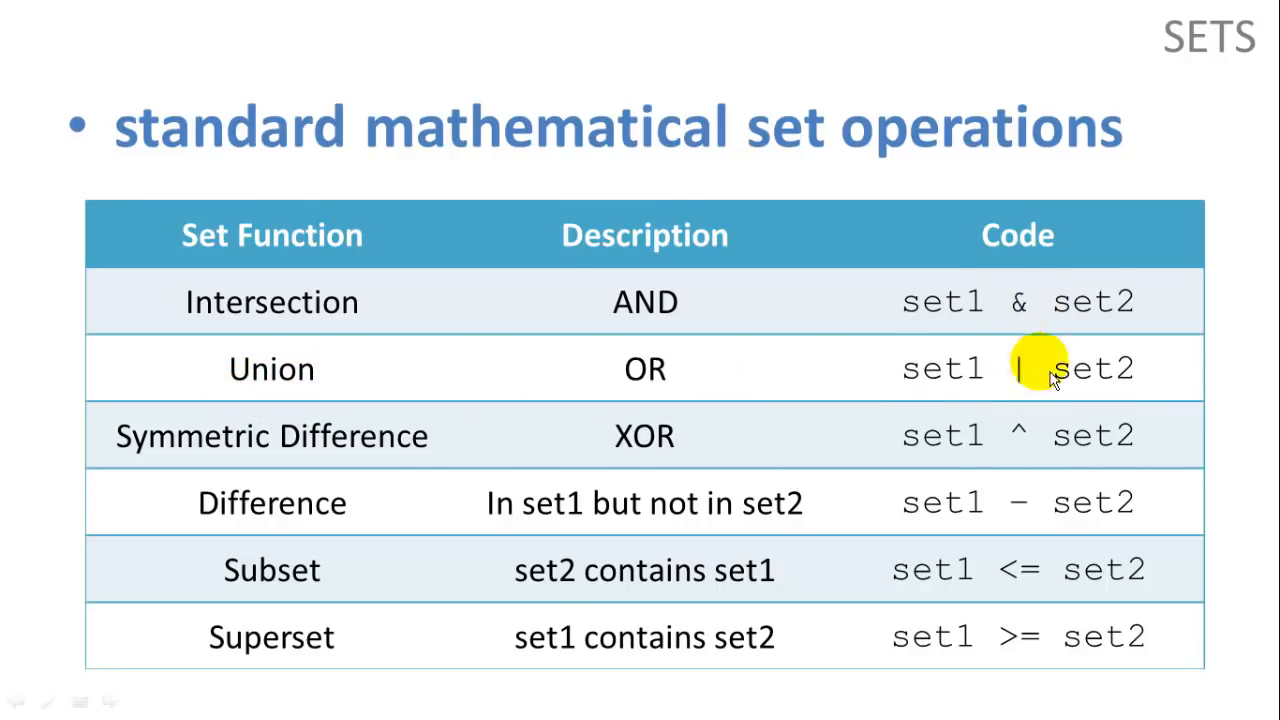 SETS
• standard mathematical set operations
Set Function Description Code
Intersection AND set1 & set2
Union OR set1 | set2
Symmetric Difference XOR set1 ^ set2
Difference In set1 but not in set2 set1 – set2
Subset set2 contains set1 set1 <= set2
Superset set1 contains set2 set1 >= set2